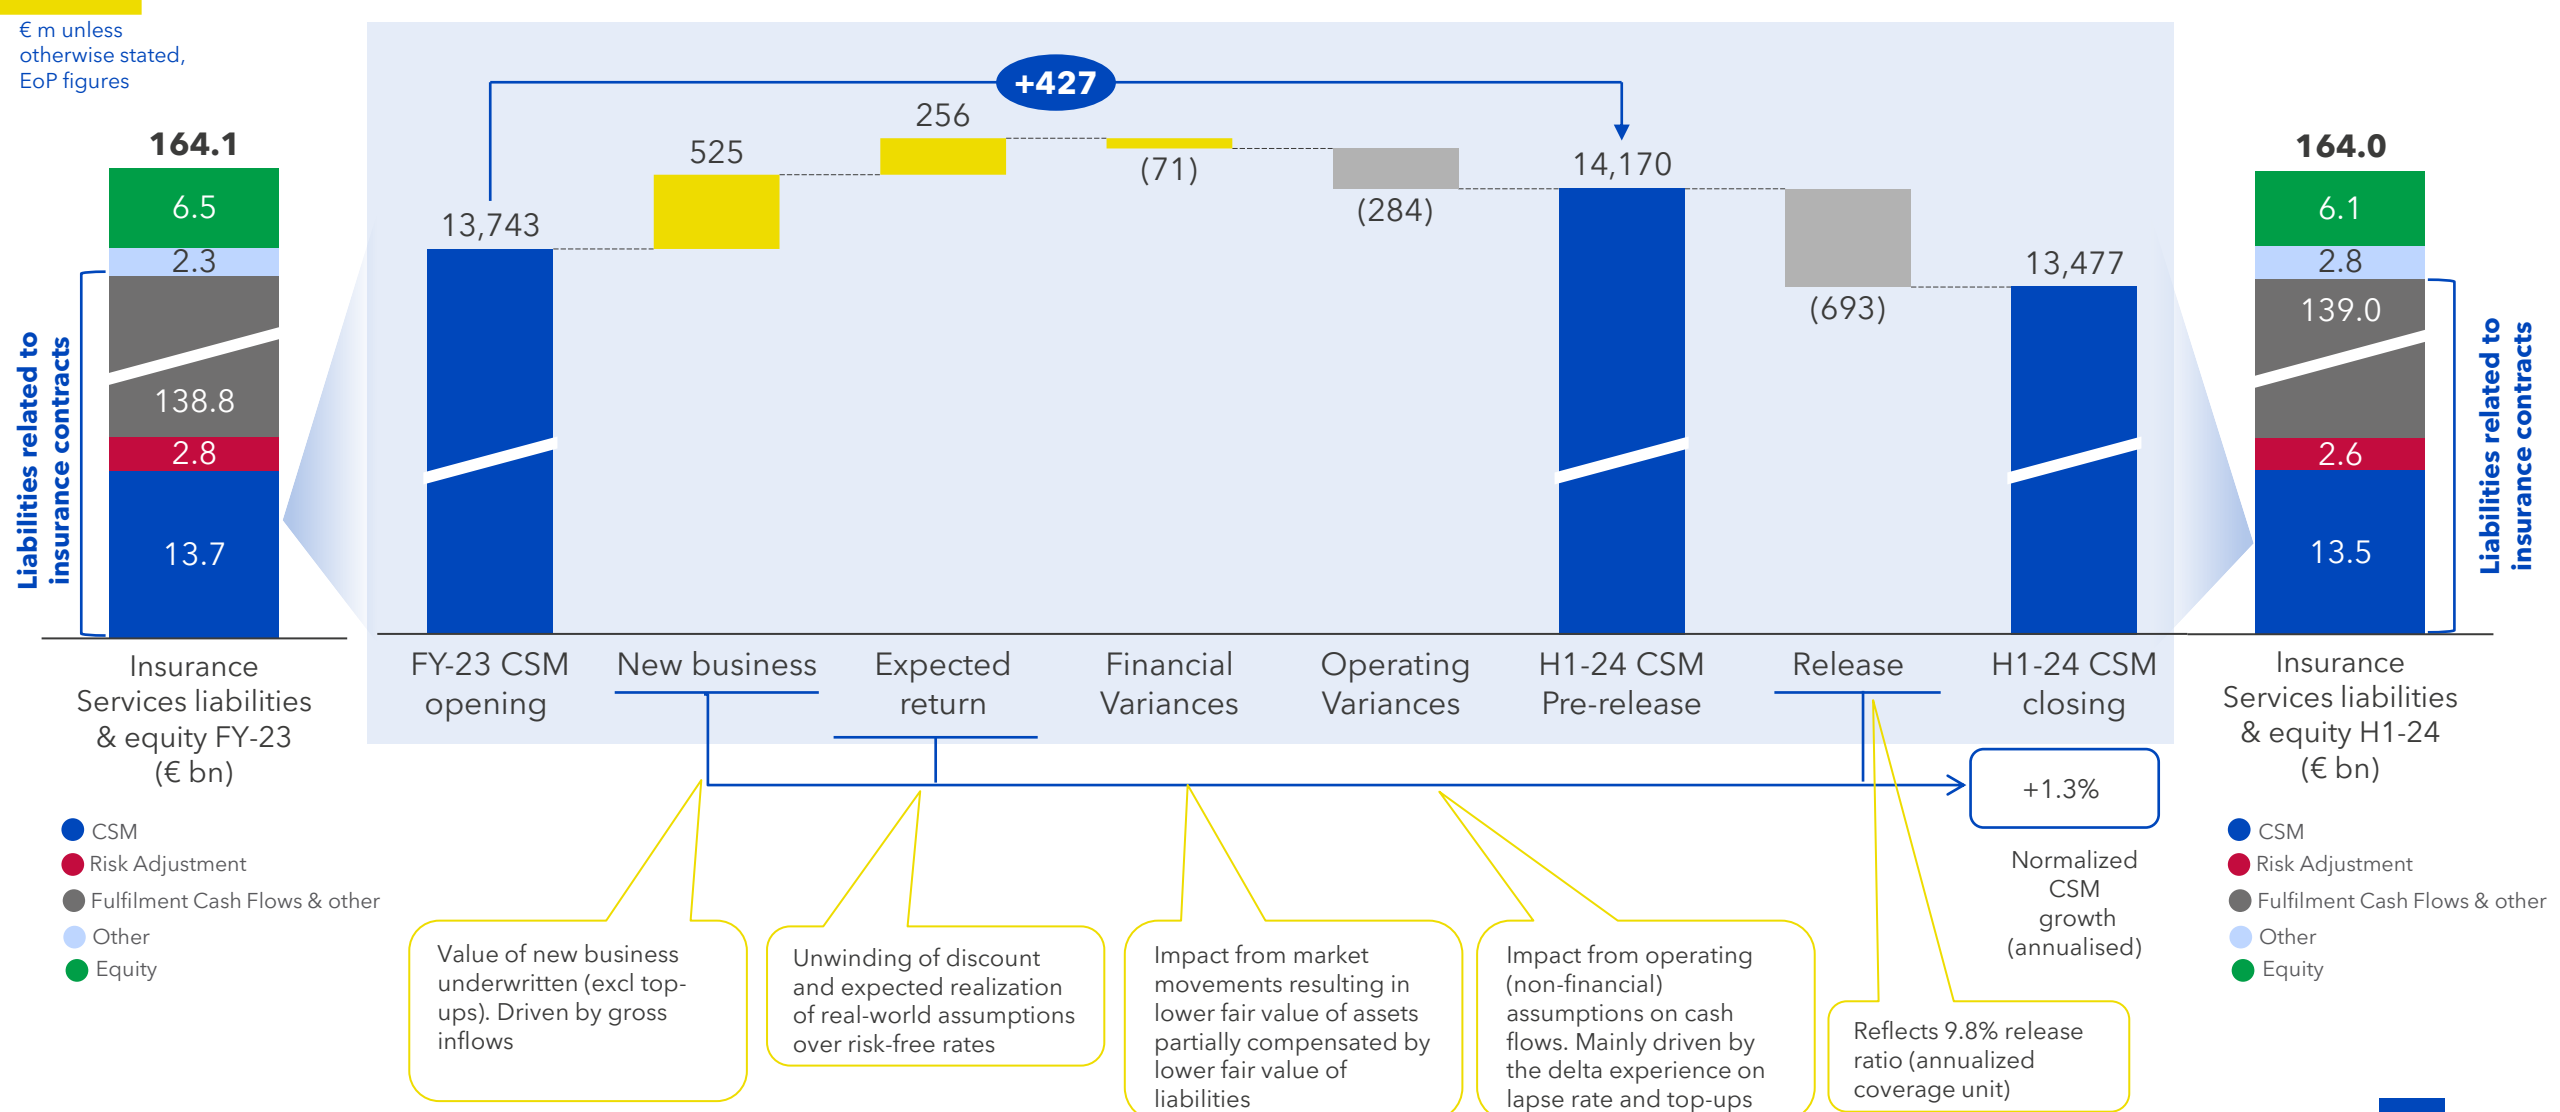 € m unless
otherwise stated,
EoP figures
164.1
6.5
2.3
138.8
2.8
13.7
Liabilities related to
insurance contracts
Insurance
Services liabilities
& equity FY-23
(€ bn)
CSM
Risk Adjustment
Fulfilment Cash Flows & other
Other
Equity
+427
13,743
525
256
(71)
(284)
14,170
(693)
13,477
FY-23 CSM
opening
New business
Expected
return
Financial
Variances
Operating
Variances
H1-24 CSM
Pre-release
Release
H1-24 CSM
closing
+1.3%
Normalized
CSM
growth
(annualised)
Value of new business
underwritten (excl top-
ups). Driven by gross
inflows
Unwinding of discount
and expected realization
of real-world assumptions
over risk-free rates
Impact from market
movements resulting in
lower fair value of assets
partially compensated by
lower fair value of
liabilities
Impact from operating
(non-financial)
assumptions on cash
flows. Mainly driven by
the delta experience on
lapse rate and top-ups
Reflects 9.8% release
ratio (annualized
coverage unit)
164.0
6.1
2.8
139.0
2.6
13.5
Liabilities related to
insurance contracts
Insurance
Services liabilities
& equity H1-24
(€ bn)
CSM
Risk Adjustment
Fulfilment Cash Flows & other
Other
Equity